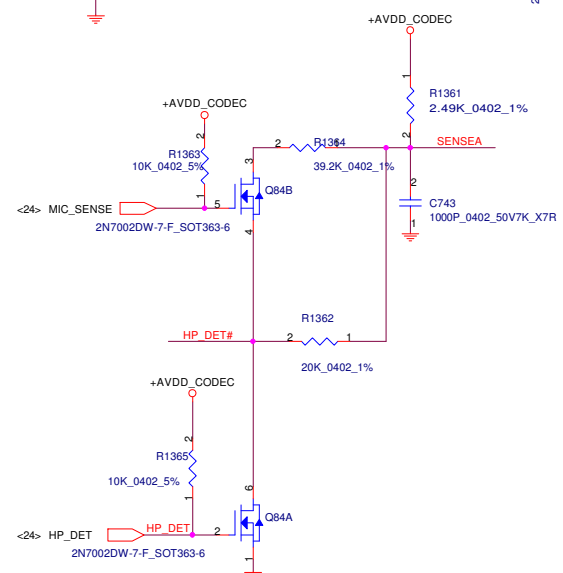 +AVDD_CODEC
1
R1361
2.49K_0402_1%
2
+AVDD_CODEC
2
R1363
10K_0402_5%
1
3
2
R1364
1
39.2K_0402_1%
SENSEA
<24> MIC_SENSE
5
Q84B
2N7002DW-7-F_SOT363-6
4
2
C743
1000P_0402_50V7K_X7R
1
R1362
HP_DET#
2
1
20K_0402_1%
+AVDD_CODEC
2
R1365
10K_0402_5%
1
6
<24> HP_DET
HP_DET
2
Q84A
2N7002DW-7-F_SOT363-6
1